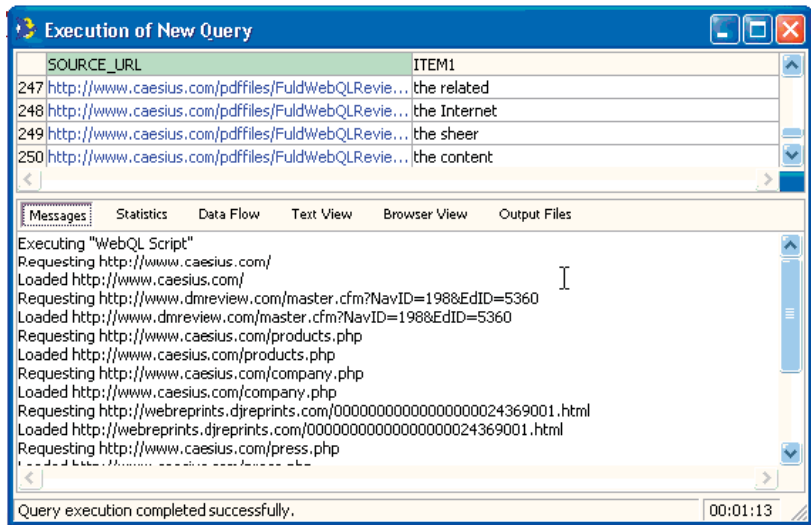 Execution of New Query
SOURCE_URL ITEM1
247 http://www.caesius.com/pdffiles/FuldWebQLRevie... the related
248 http://www.caesius.com/pdffiles/FuldWebQLRevie... the Internet
249 http://www.caesius.com/pdffiles/FuldWebQLRevie... the sheer
250 http://www.caesius.com/pdffiles/FuldWebQLRevie... the content
Messages Statistics Data Flow Text View Browser View Output Files
Executing "WebQL Script"
Requesting http://www.caesius.com/
Loaded http://www.caesius.com/
Requesting http://www.dmreview.com/master.cfm?NavID=198&EdID=5360
Loaded http://www.dmreview.com/master.cfm?NavID=198&EdID=5360
Requesting http://www.caesius.com/products.php
Loaded http://www.caesius.com/products.php
Requesting http://www.caesius.com/company.php
Loaded http://www.caesius.com/company.php
Requesting http://webreprints.djreprints.com/00000000000000000024369001.html
Loaded http://webreprints.djreprints.com/00000000000000000024369001.html
Requesting http://www.caesius.com/press.php
Loaded http://www.caesius.com/press.php
Query execution completed successfully. 00:01:13